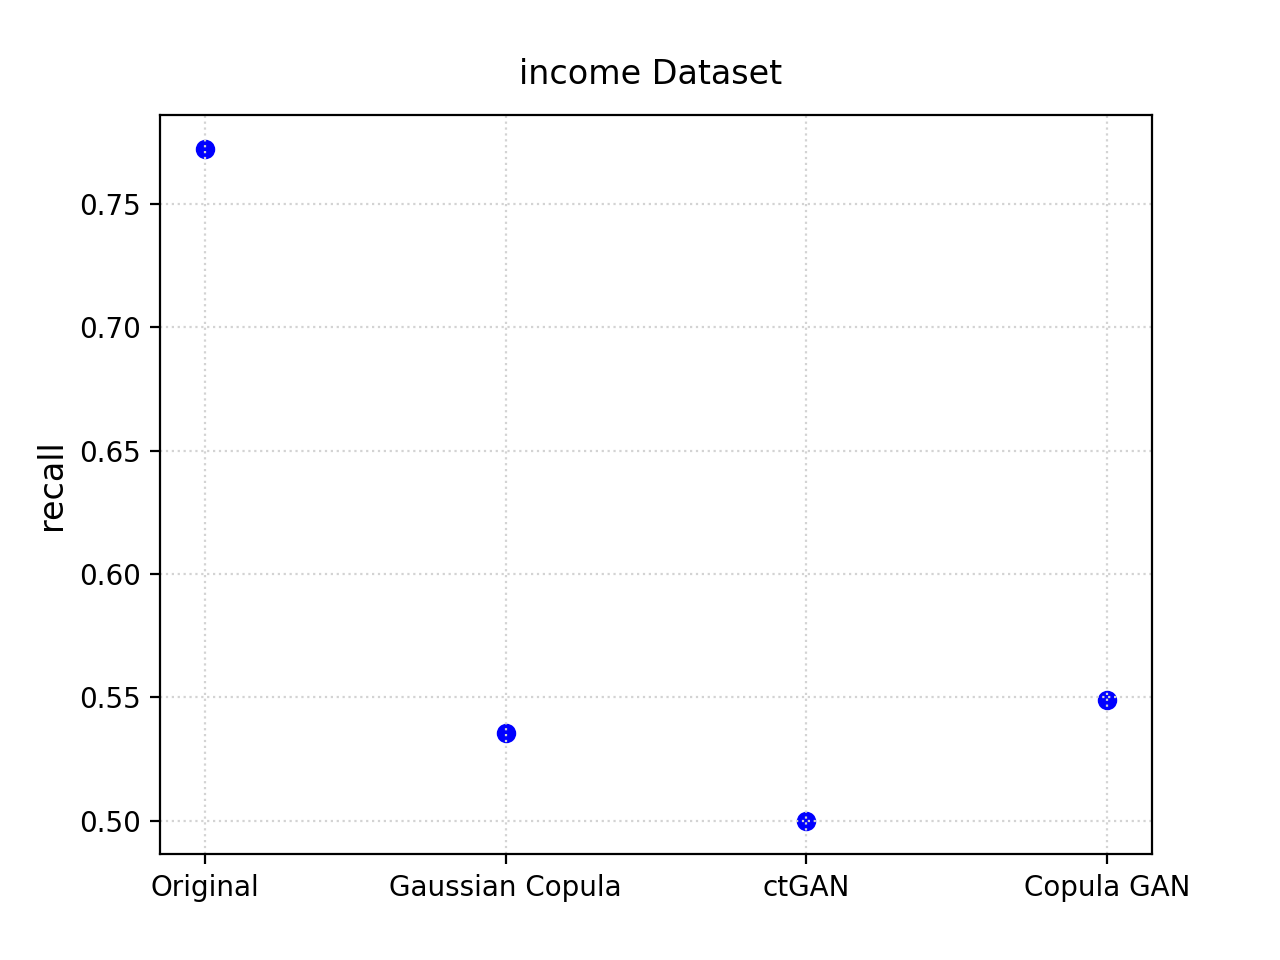 income Dataset
recall
0.75
0.70
0.65
0.60
0.55
0.50
Original
Gaussian Copula
ctGAN
Copula GAN